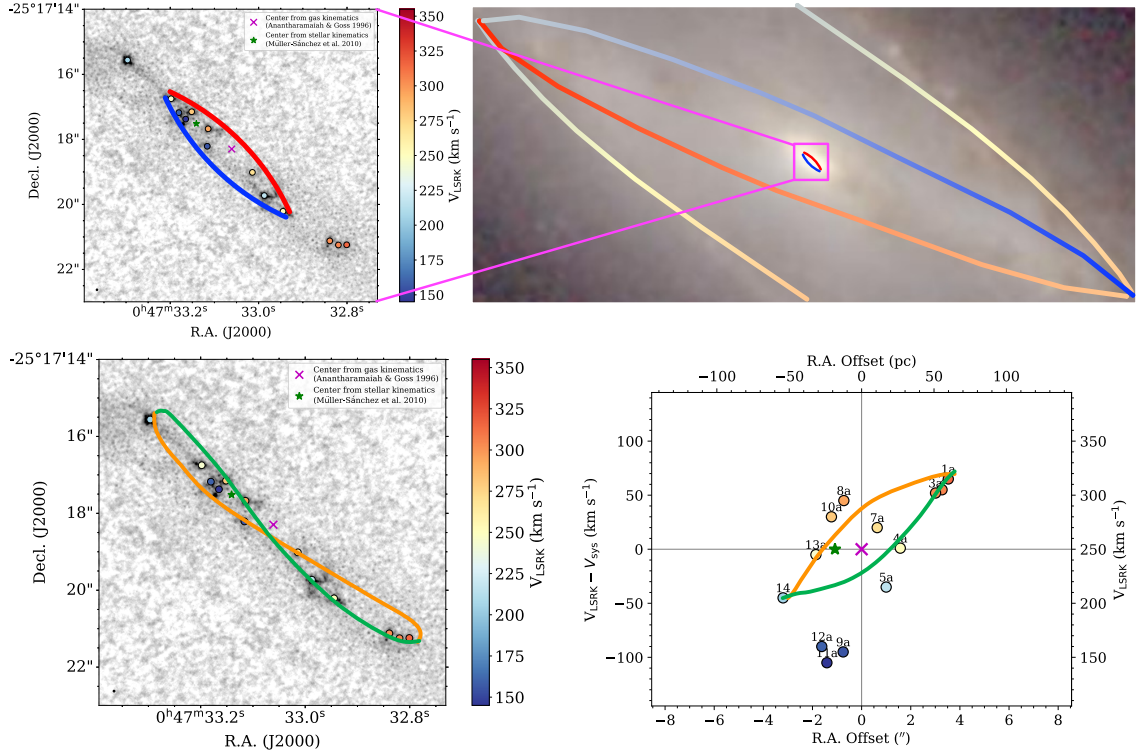 -25°17'14"
16"
18"
20"
22"
Decl. (J2000)
0ʰ47ᵐ33.2ˢ
33.0ˢ
32.8ˢ
R.A. (J2000)
Center from gas kinematics
(Anantharamaiah & Goss 1996)
Center from stellar kinematics
(Müller-Sánchez et al. 2010)
350
325
300
275
250
225
200
175
150
V_LSRK (km s⁻¹)
-25°17'14"
16"
18"
20"
22"
Decl. (J2000)
0ʰ47ᵐ33.2ˢ
33.0ˢ
32.8ˢ
R.A. (J2000)
Center from gas kinematics
(Anantharamaiah & Goss 1996)
Center from stellar kinematics
(Müller-Sánchez et al. 2010)
350
325
300
275
250
225
200
175
150
V_LSRK (km s⁻¹)
R.A. Offset (pc)
−100
−50
0
50
100
100
50
0
−50
−100
V_LSRK − V_sys (km s⁻¹)
350
300
250
200
150
V_LSRK (km s⁻¹)
1a
3a
8a
10a
7a
13a
4a
14
5a
12a
9a
11a
−8
−6
−4
−2
0
2
4
6
8
R.A. Offset (″)